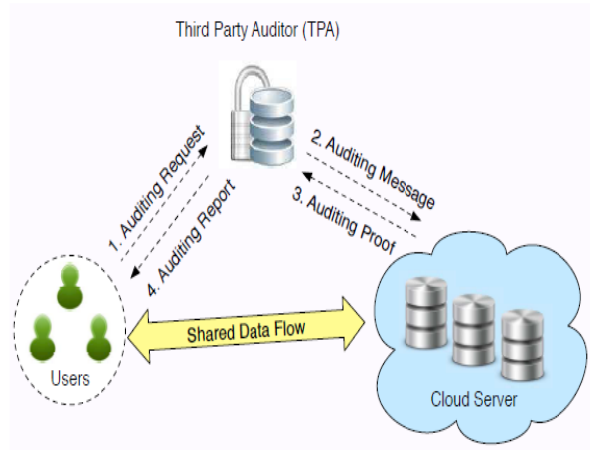 Third Party Auditor (TPA)
1. Auditing Request
2. Auditing Message
3. Auditing Proof
4. Auditing Report
Shared Data Flow
Users
Cloud Server